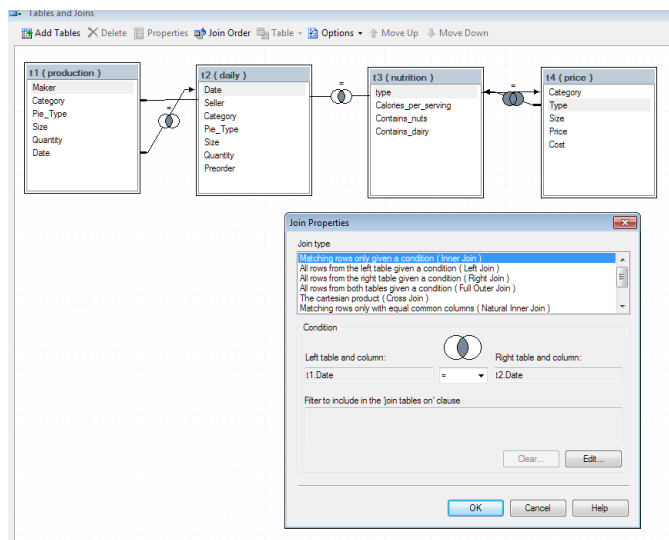 Tables and Joins
Add Tables Delete Properties Join Order Table Options Move Up Move Down
t1 ( production )
Maker
Category
Pie_Type
Size
Quantity
Date
=
t2 ( daily )
Date
Seller
Category
Pie_Type
Size
Quantity
Preorder
=
t3 ( nutrition )
type
Calories_per_serving
Contains_nuts
Contains_dairy
=
t4 ( price )
Category
Type
Size
Price
Cost
Join Properties
Join type
Matching rows only given a condition ( Inner Join )
All rows from the left table given a condition ( Left Join )
All rows from the right table given a condition ( Right Join )
All rows from both tables given a condition ( Full Outer Join )
The cartesian product ( Cross Join )
Matching rows only with equal common columns ( Natural Inner Join )
Condition
Left table and column: Right table and column:
t1.Date = t2.Date
Filter to include in the 'join tables on' clause
Clear... Edit...
OK Cancel Help